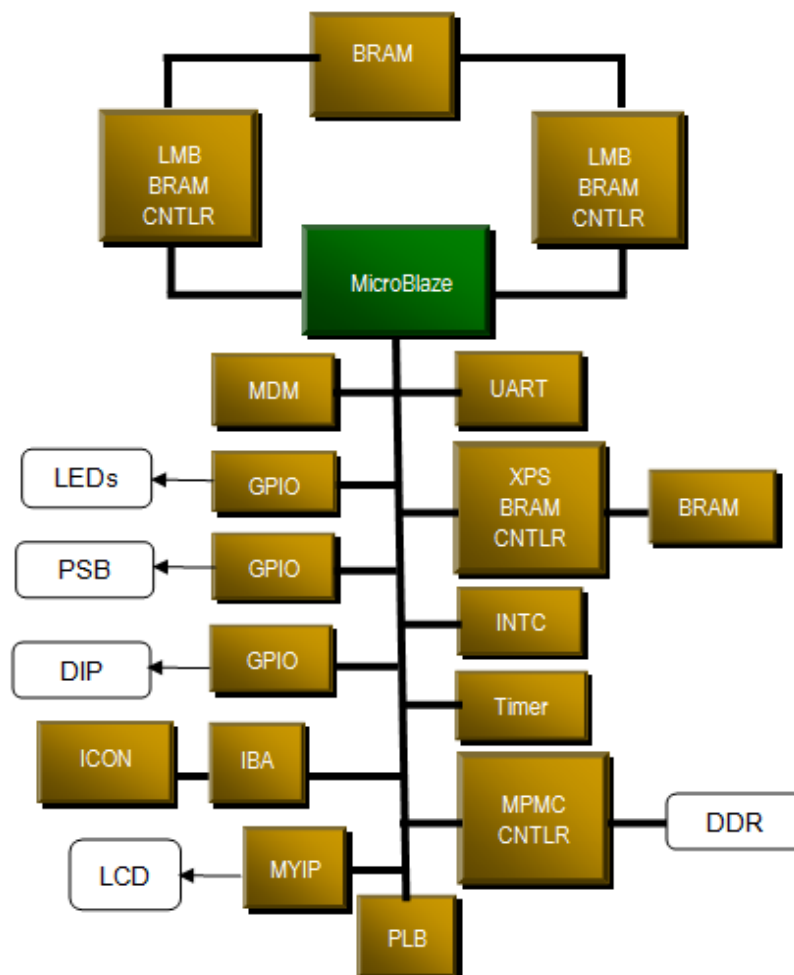 BRAM
LMB
BRAM
CNTLR
LMB
BRAM
CNTLR
MicroBlaze
MDM
UART
LEDs
GPIO
XPS
BRAM
CNTLR
BRAM
PSB
GPIO
INTC
DIP
GPIO
Timer
ICON
IBA
MPMC
CNTLR
DDR
LCD
MYIP
PLB